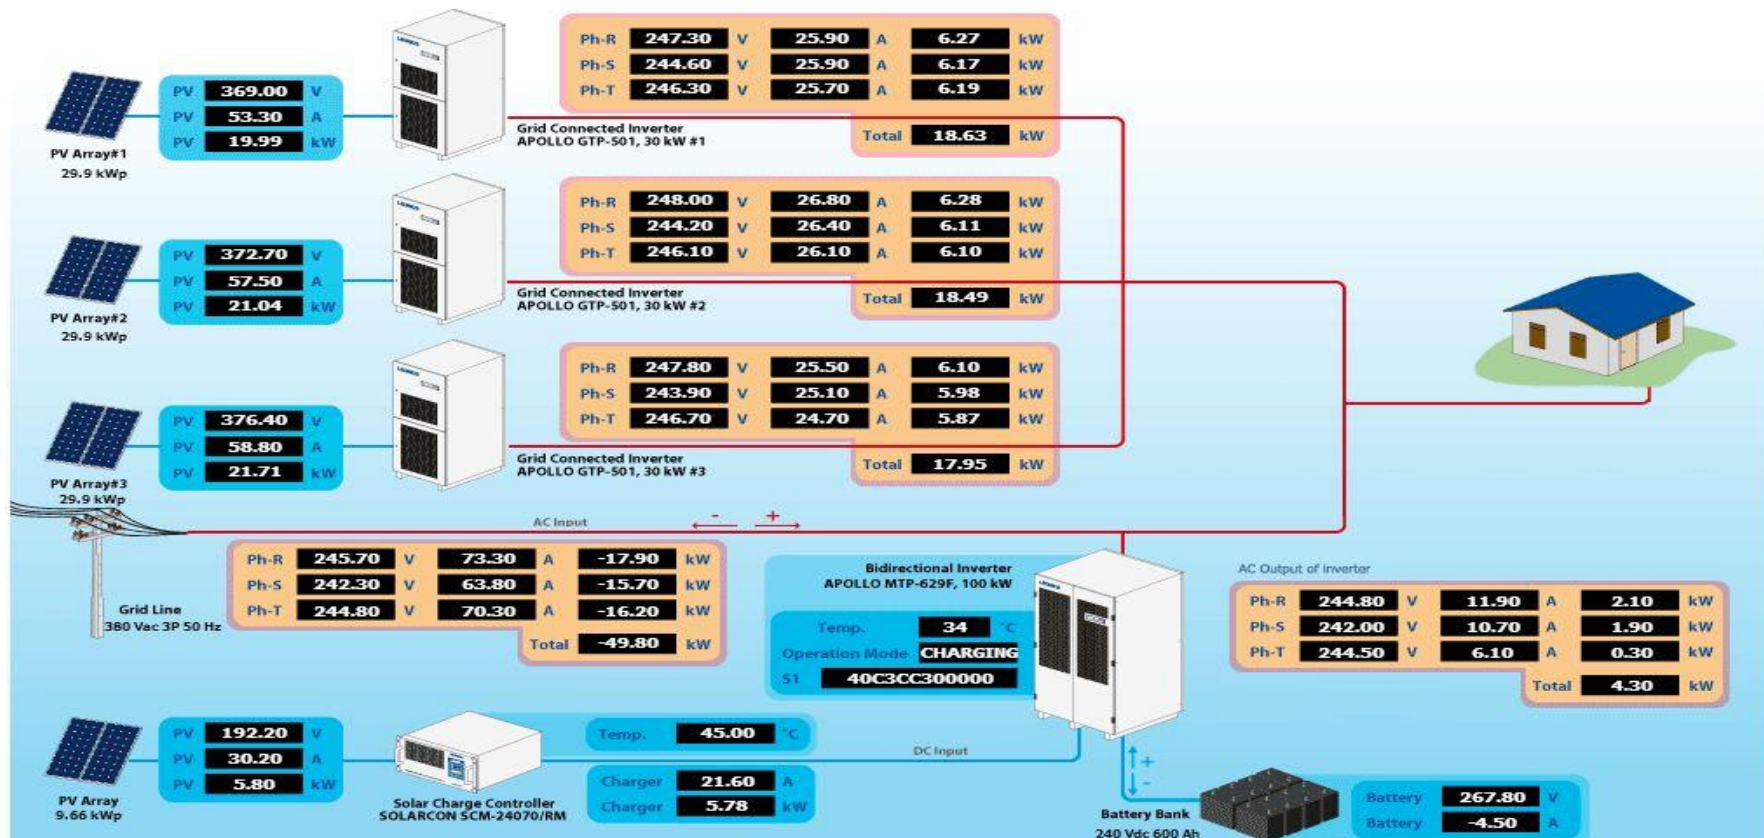 PV 369.00 V
PV 53.30 A
PV 19.99 kW
PV Array#1
29.9 kWp
Ph-R 247.30 V 25.90 A 6.27 kW
Ph-S 244.60 V 25.90 A 6.17 kW
Ph-T 246.30 V 25.70 A 6.19 kW
Total 18.63 kW
Grid Connected Inverter
APOLLO GTP-501, 30 kW #1
PV 372.70 V
PV 57.50 A
PV 21.04 kW
PV Array#2
29.9 kWp
Ph-R 248.00 V 26.80 A 6.28 kW
Ph-S 244.20 V 26.40 A 6.11 kW
Ph-T 246.10 V 26.10 A 6.10 kW
Total 18.49 kW
Grid Connected Inverter
APOLLO GTP-501, 30 kW #2
PV 376.40 V
PV 58.80 A
PV 21.71 kW
PV Array#3
29.9 kWp
Ph-R 247.80 V 25.50 A 6.10 kW
Ph-S 243.90 V 25.10 A 5.98 kW
Ph-T 246.70 V 24.70 A 5.87 kW
Total 17.95 kW
Grid Connected Inverter
APOLLO GTP-501, 30 kW #3
AC Input - +
Ph-R 245.70 V 73.30 A -17.90 kW
Ph-S 242.30 V 63.80 A -15.70 kW
Ph-T 244.80 V 70.30 A -16.20 kW
Total -49.80 kW
Grid Line
380 Vac 3P 50 Hz
Bidirectional Inverter
APOLLO MTP-629F, 100 kW
Temp. 34 °C
Operation Mode CHARGING
S1 40C3CC300000
AC Output of inverter
Ph-R 244.80 V 11.90 A 2.10 kW
Ph-S 242.00 V 10.70 A 1.90 kW
Ph-T 244.50 V 6.10 A 0.30 kW
Total 4.30 kW
PV 192.20 V
PV 30.20 A
PV 5.80 kW
PV Array
9.66 kWp
Temp. 45.00 °C
Charger 21.60 A
Charger 5.78 kW
Solar Charge Controller
SOLARCON SCM-24070/RM
DC Input
+
-
Battery Bank
240 Vdc 600 Ah
Battery 267.80 V
Battery -4.50 A